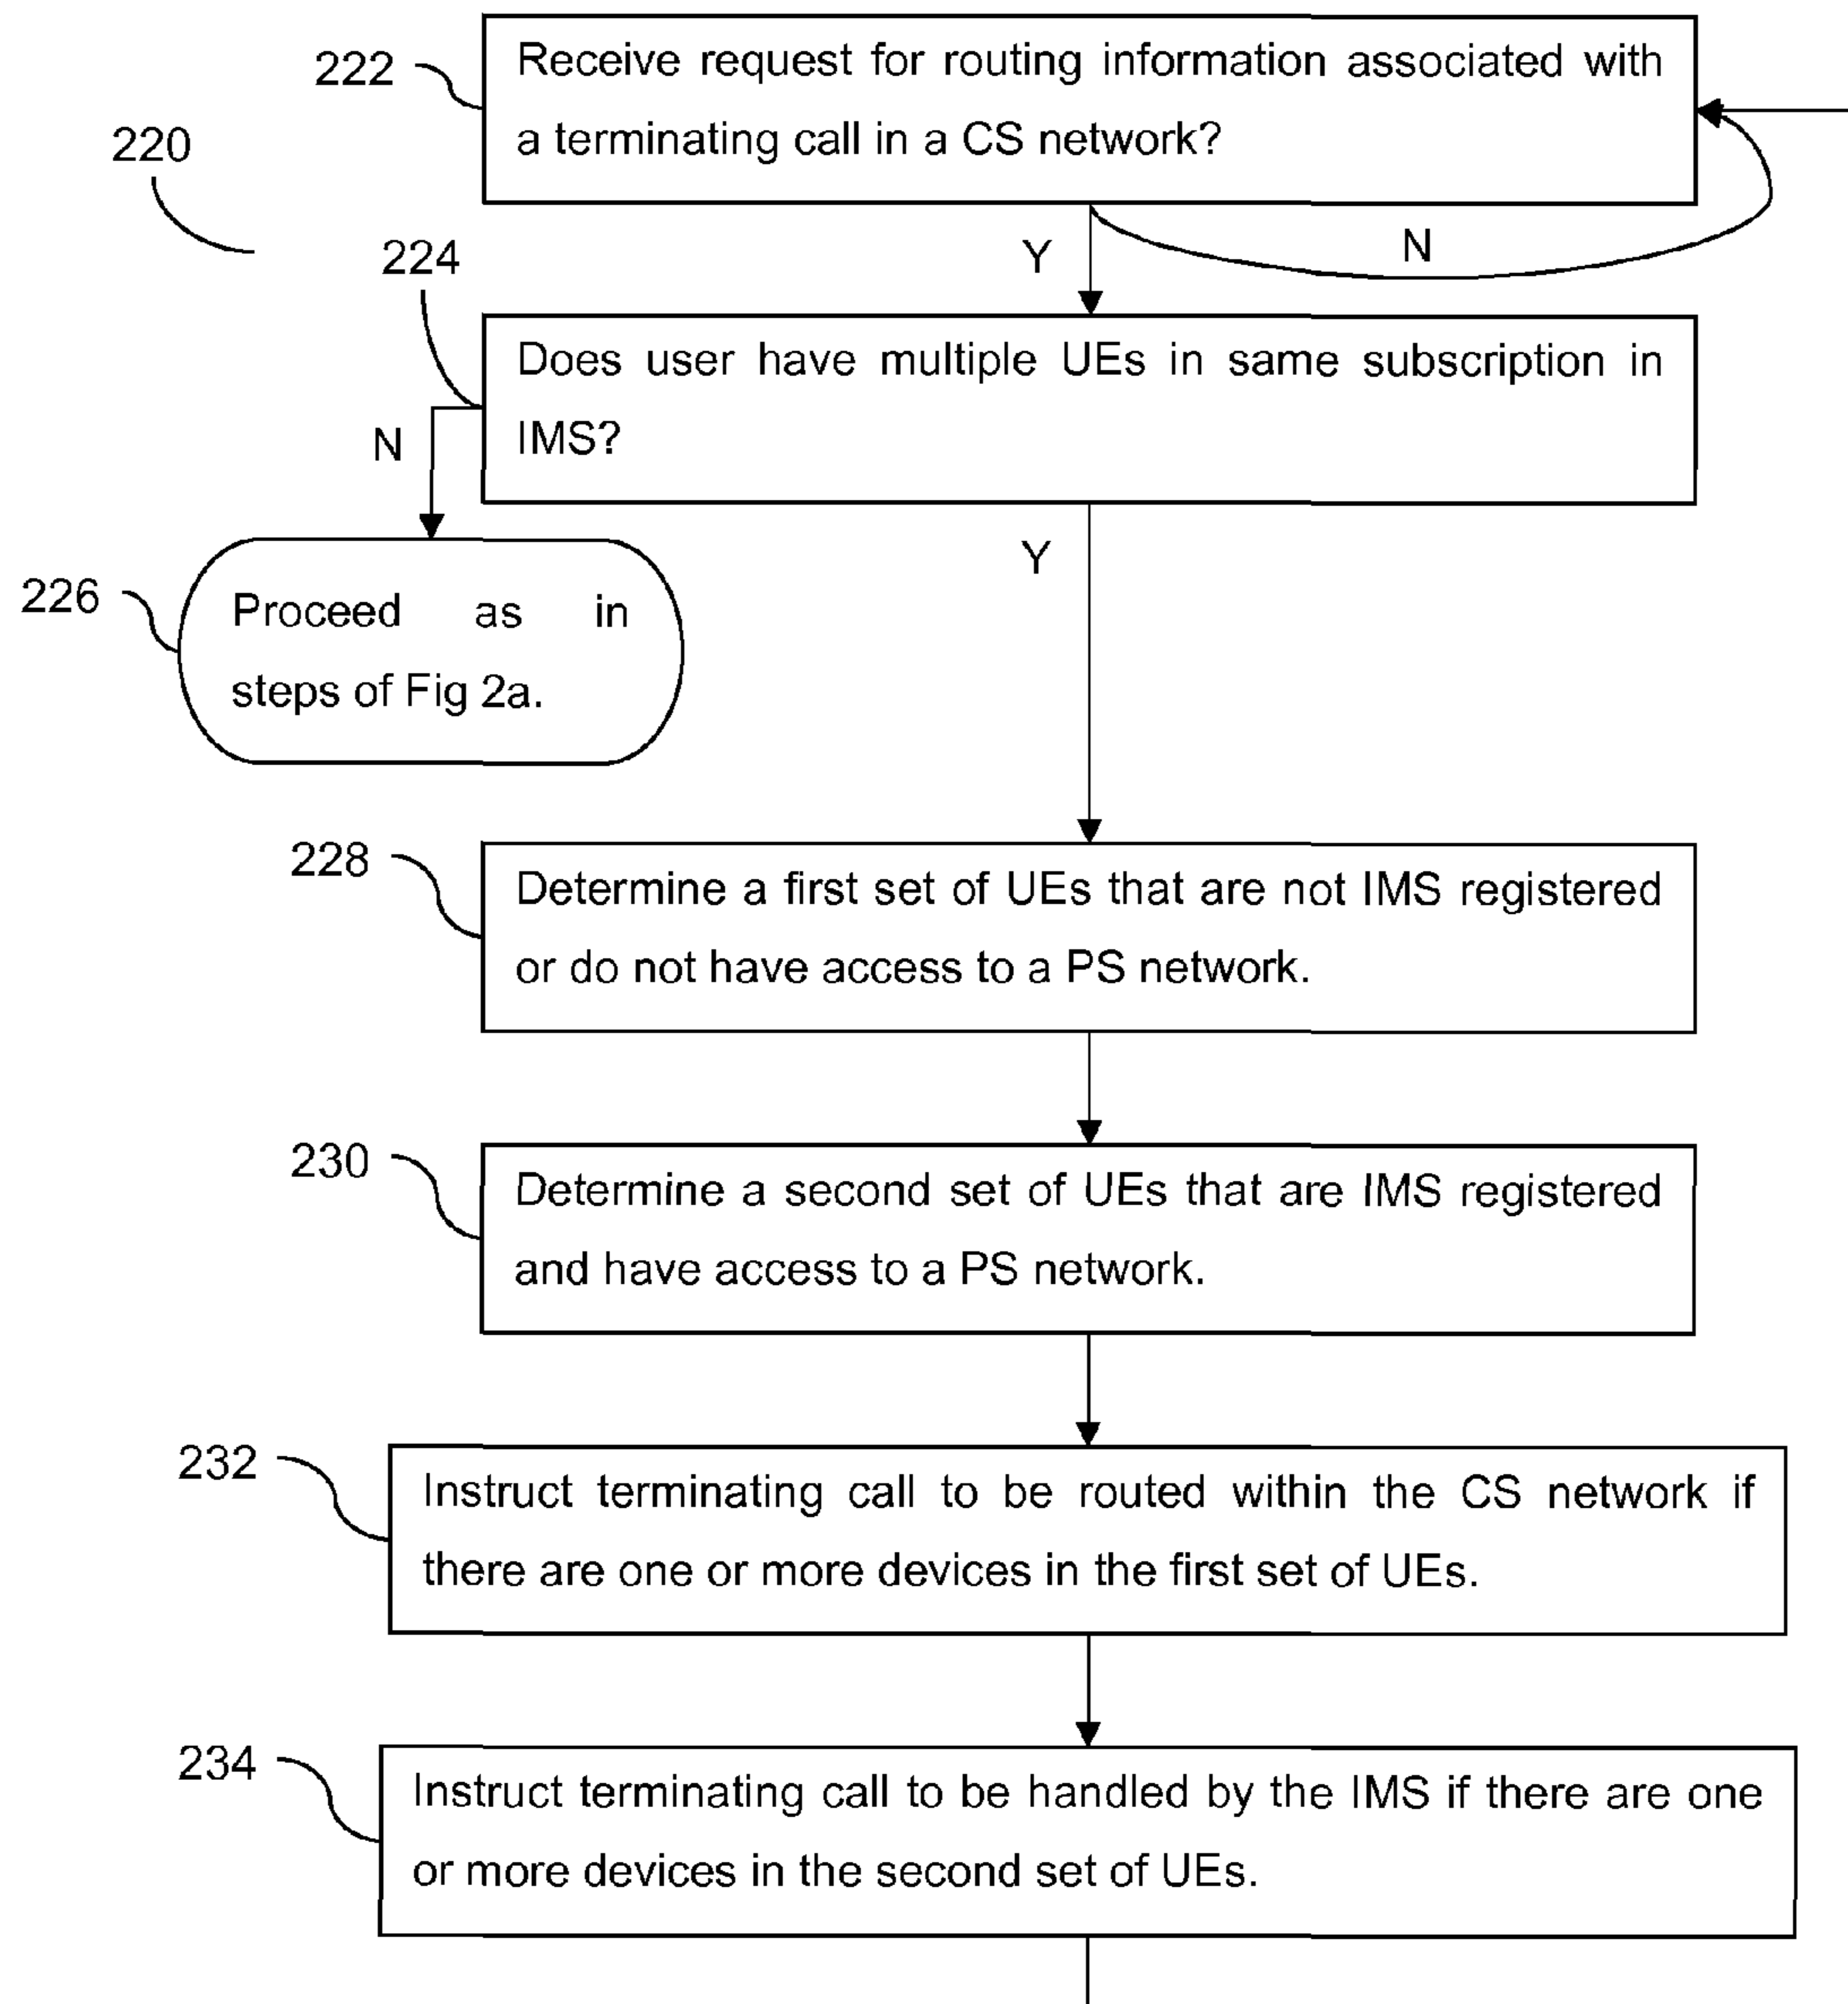 222
Receive request for routing information associated with
a terminating call in a CS network?
220
Y
N
224
Does user have multiple UEs in same subscription in
IMS?
N
Y
226
Proceed as in
steps of Fig 2a.
228
Determine a first set of UEs that are not IMS registered
or do not have access to a PS network.
230
Determine a second set of UEs that are IMS registered
and have access to a PS network.
232
Instruct terminating call to be routed within the CS network if
there are one or more devices in the first set of UEs.
234
Instruct terminating call to be handled by the IMS if there are one
or more devices in the second set of UEs.